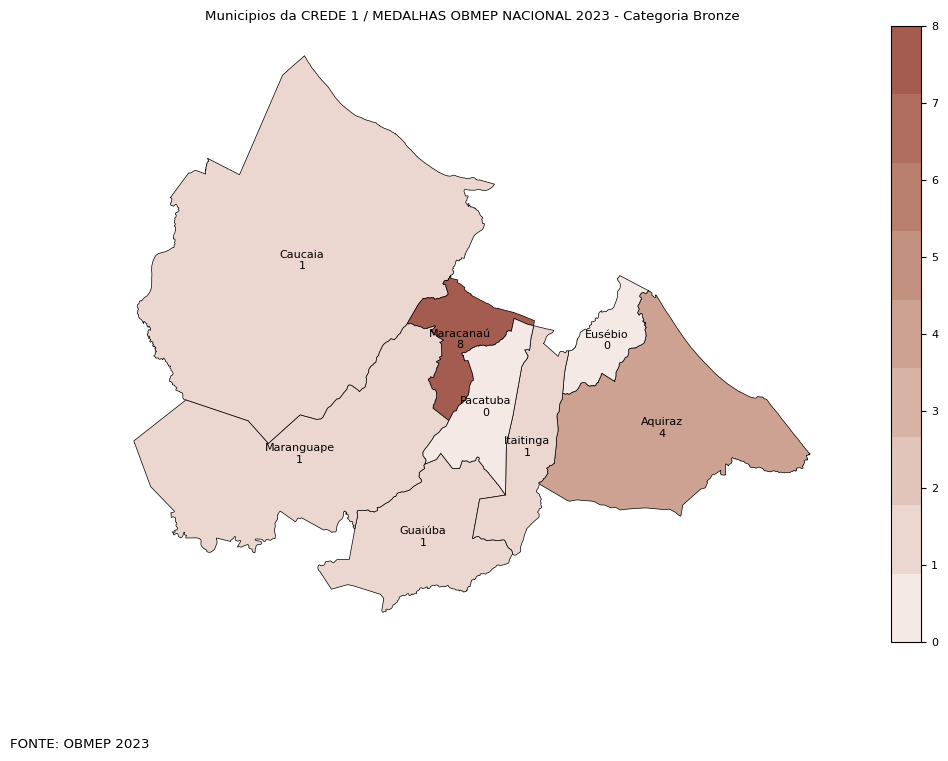 Municipios da CREDE 1 / MEDALHAS OBMEP NACIONAL 2023 - Categoria Bronze
8
7
6
5
4
3
2
1
0
Caucaia
1
Maracanaú
8
Eusébio
0
Pacatuba
0
Aquiraz
4
Itaitinga
1
Maranguape
1
Guaiúba
1
FONTE: OBMEP 2023